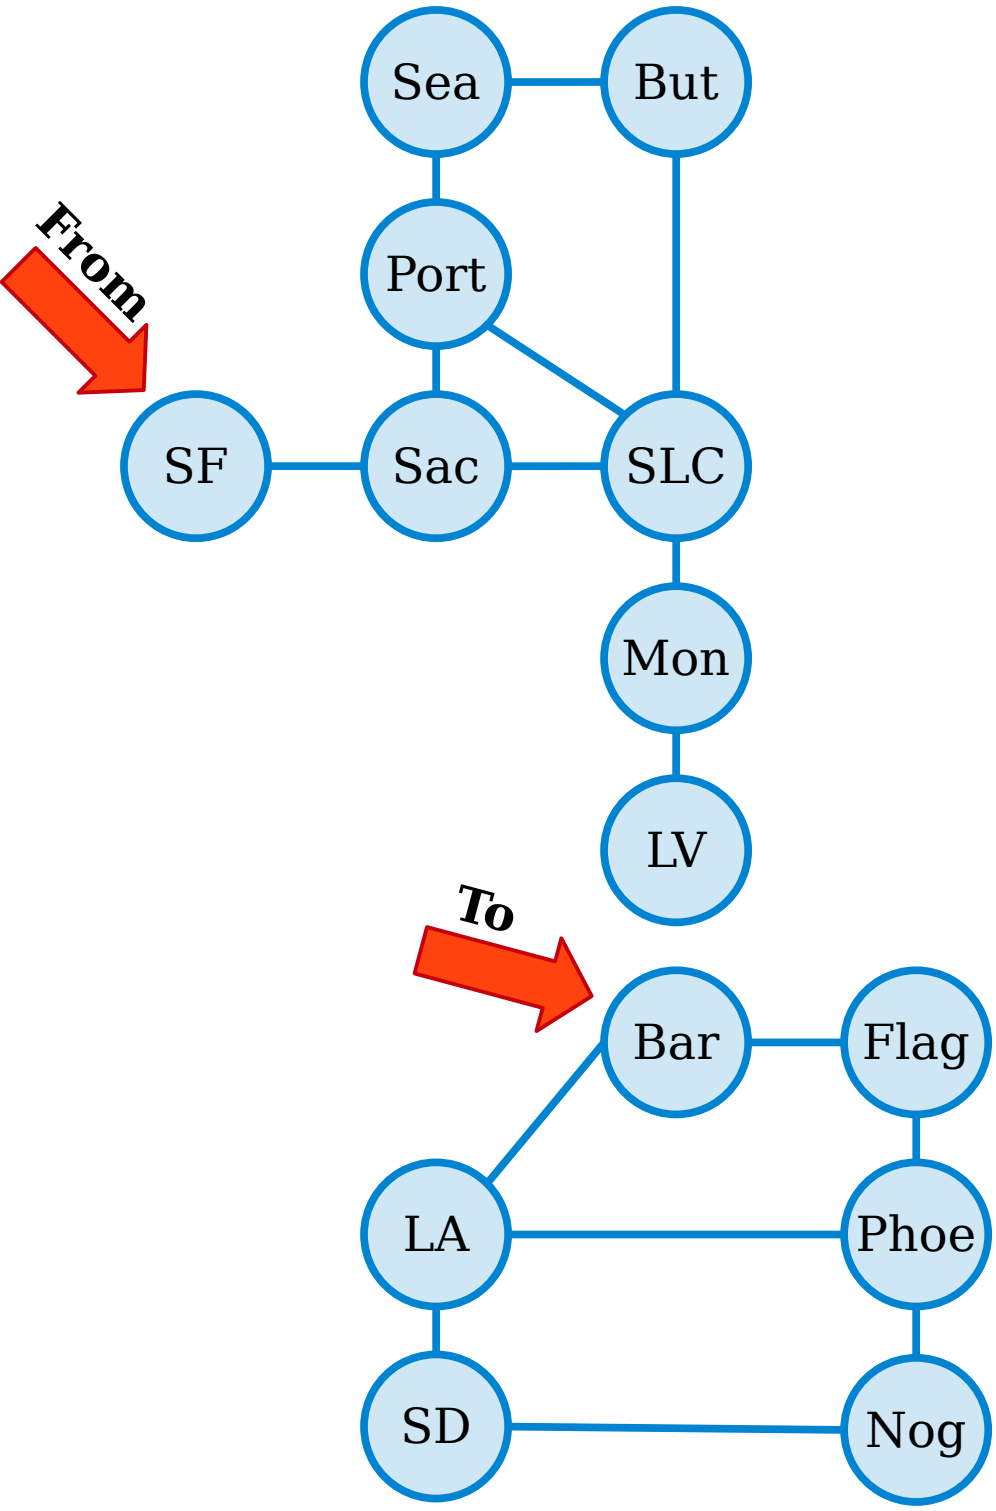 Sea
But
From
Port
SF
Sac
SLC
Mon
LV
To
Bar
Flag
LA
Phoe
SD
Nog